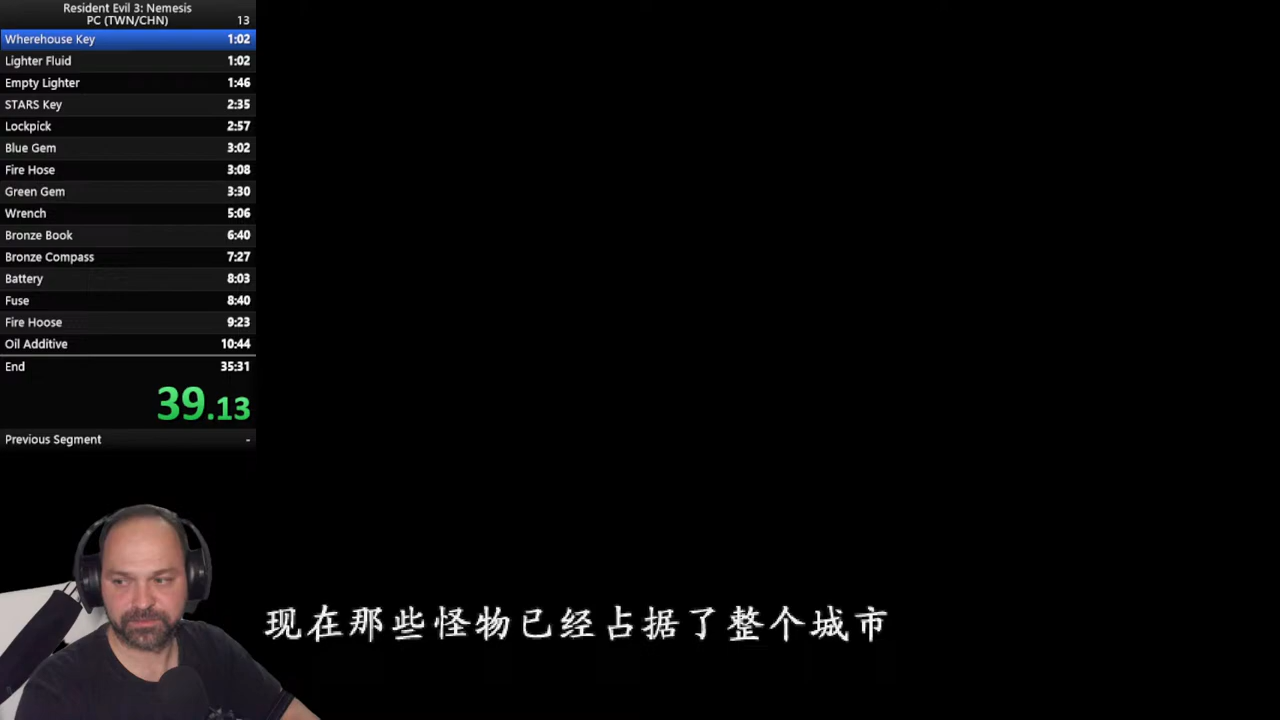 Resident Evil 3: Nemesis
PC (TWN/CHN) 13
Wherehouse Key 1:02
Lighter Fluid 1:02
Empty Lighter 1:46
STARS Key 2:35
Lockpick 2:57
Blue Gem 3:02
Fire Hose 3:08
Green Gem 3:30
Wrench 5:06
Bronze Book 6:40
Bronze Compass 7:27
Battery 8:03
Fuse 8:40
Fire Hoose 9:23
Oil Additive 10:44
End 35:31
39.13
Previous Segment -
现在那些怪物已经占据了整个城市